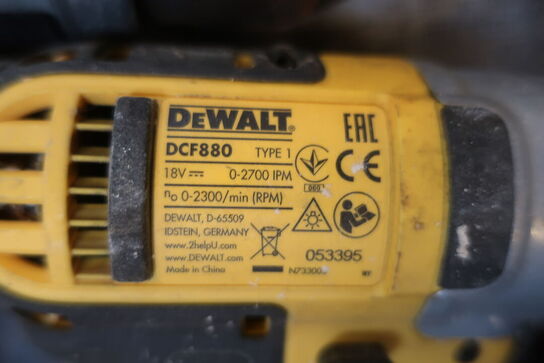 DEWALT®
EAC
DCF880 TYPE 1
CE
18V 0-2700 IPM
060
n₀ 0-2300/min (RPM)
DEWALT, D-65509
IDSTEIN, GERMANY
www.2helpU.com
www.DEWALT.com
Made in China
053395